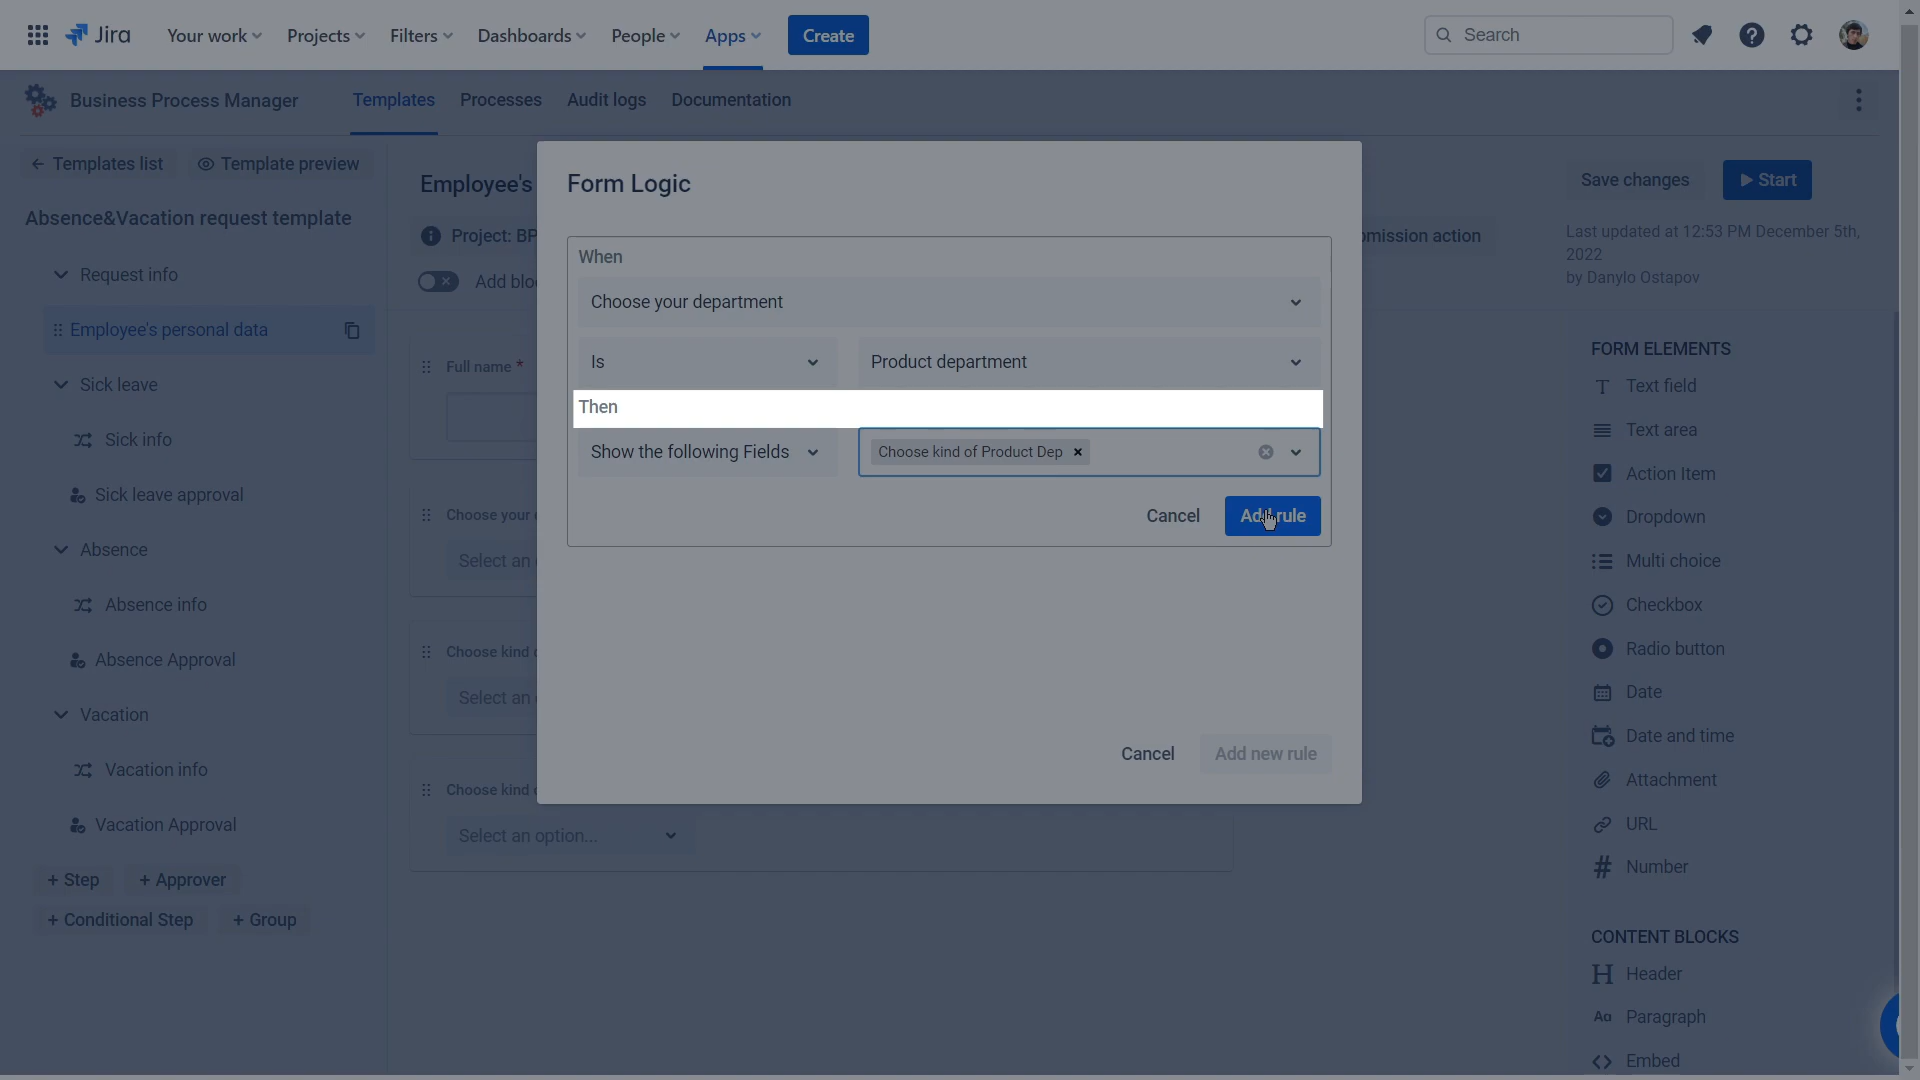 Jira
Your work
Projects
Filters
Dashboards
People
Apps
Create
Search
Business Process Manager
Templates
Processes
Audit logs
Documentation
Templates list
Template preview
Absence&Vacation request template
Request info
Employee's personal data
Sick leave
Sick info
Sick leave approval
Absence
Absence info
Absence Approval
Vacation
Vacation info
Vacation Approval
+ Step
+ Approver
+ Conditional Step
+ Group
Employee's
Project: BP
Add blo
Full name *
Choose your
Select an
Choose kind
Select an
Choose kind
Select an option...
Form Logic
When
Choose your department
Is
Product department
Then
Show the following Fields
Choose kind of Product Dep ×
Cancel
Add rule
Cancel
Add new rule
mission action
Save changes
Start
Last updated at 12:53 PM December 5th,
2022
by Danylo Ostapov
FORM ELEMENTS
Text field
Text area
Action Item
Dropdown
Multi choice
Checkbox
Radio button
Date
Date and time
Attachment
URL
Number
CONTENT BLOCKS
Header
Paragraph
Embed